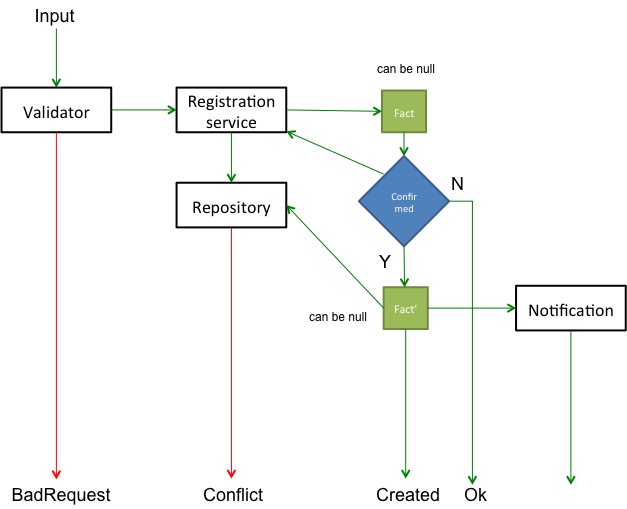 Input
can be null
Validator
Registration
service
Fact
Confir
med
N
Repository
Y
can be null
Fact'
Notification
BadRequest
Conflict
Created
Ok